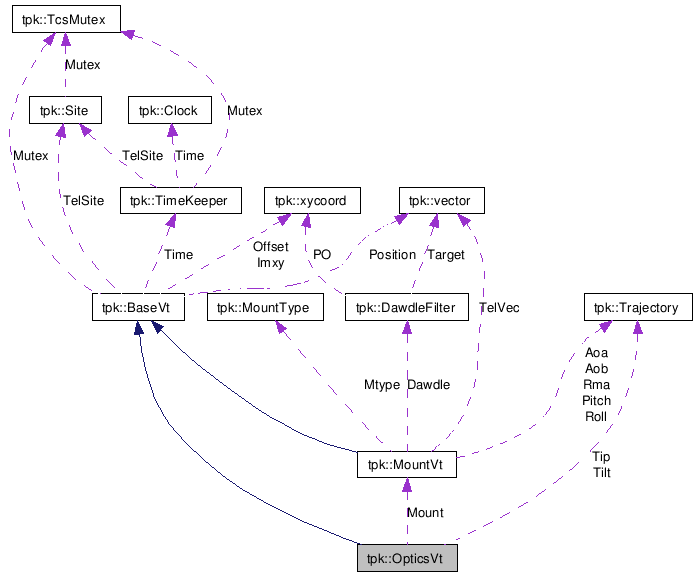 tpk::TcsMutex
Mutex
tpk::Site
tpk::Clock
Mutex
Mutex
TelSite
Time
TelSite
tpk::TimeKeeper
tpk::xycoord
tpk::vector
Time
Offset
Imxy
PO
Position
Target
tpk::BaseVt
tpk::MountType
tpk::DawdleFilter
TelVec
tpk::Trajectory
Mtype
Dawdle
Aoa
Aob
Rma
Pitch
Roll
tpk::MountVt
Tip
Tilt
Mount
tpk::OpticsVt